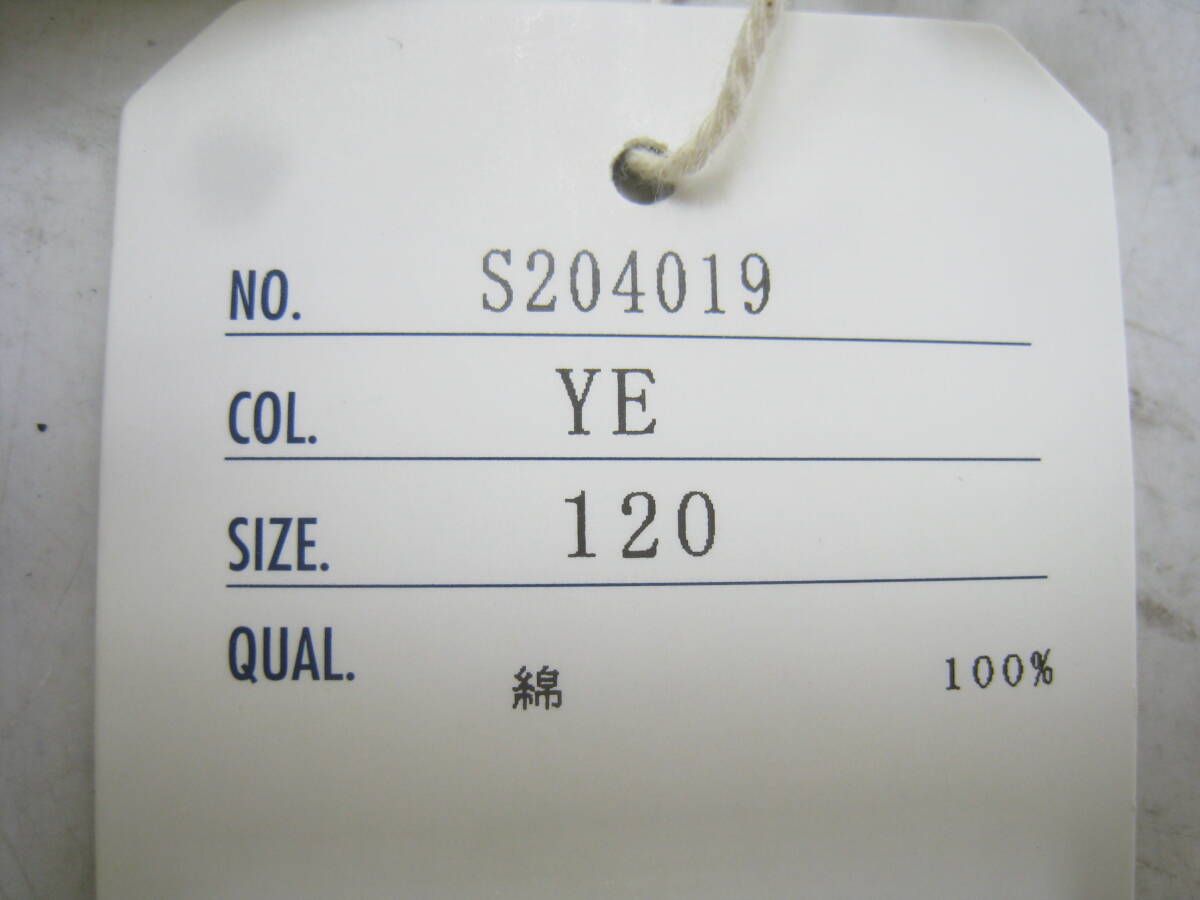 NO. S204019
COL. YE
SIZE. 120
QUAL.
綿 100%